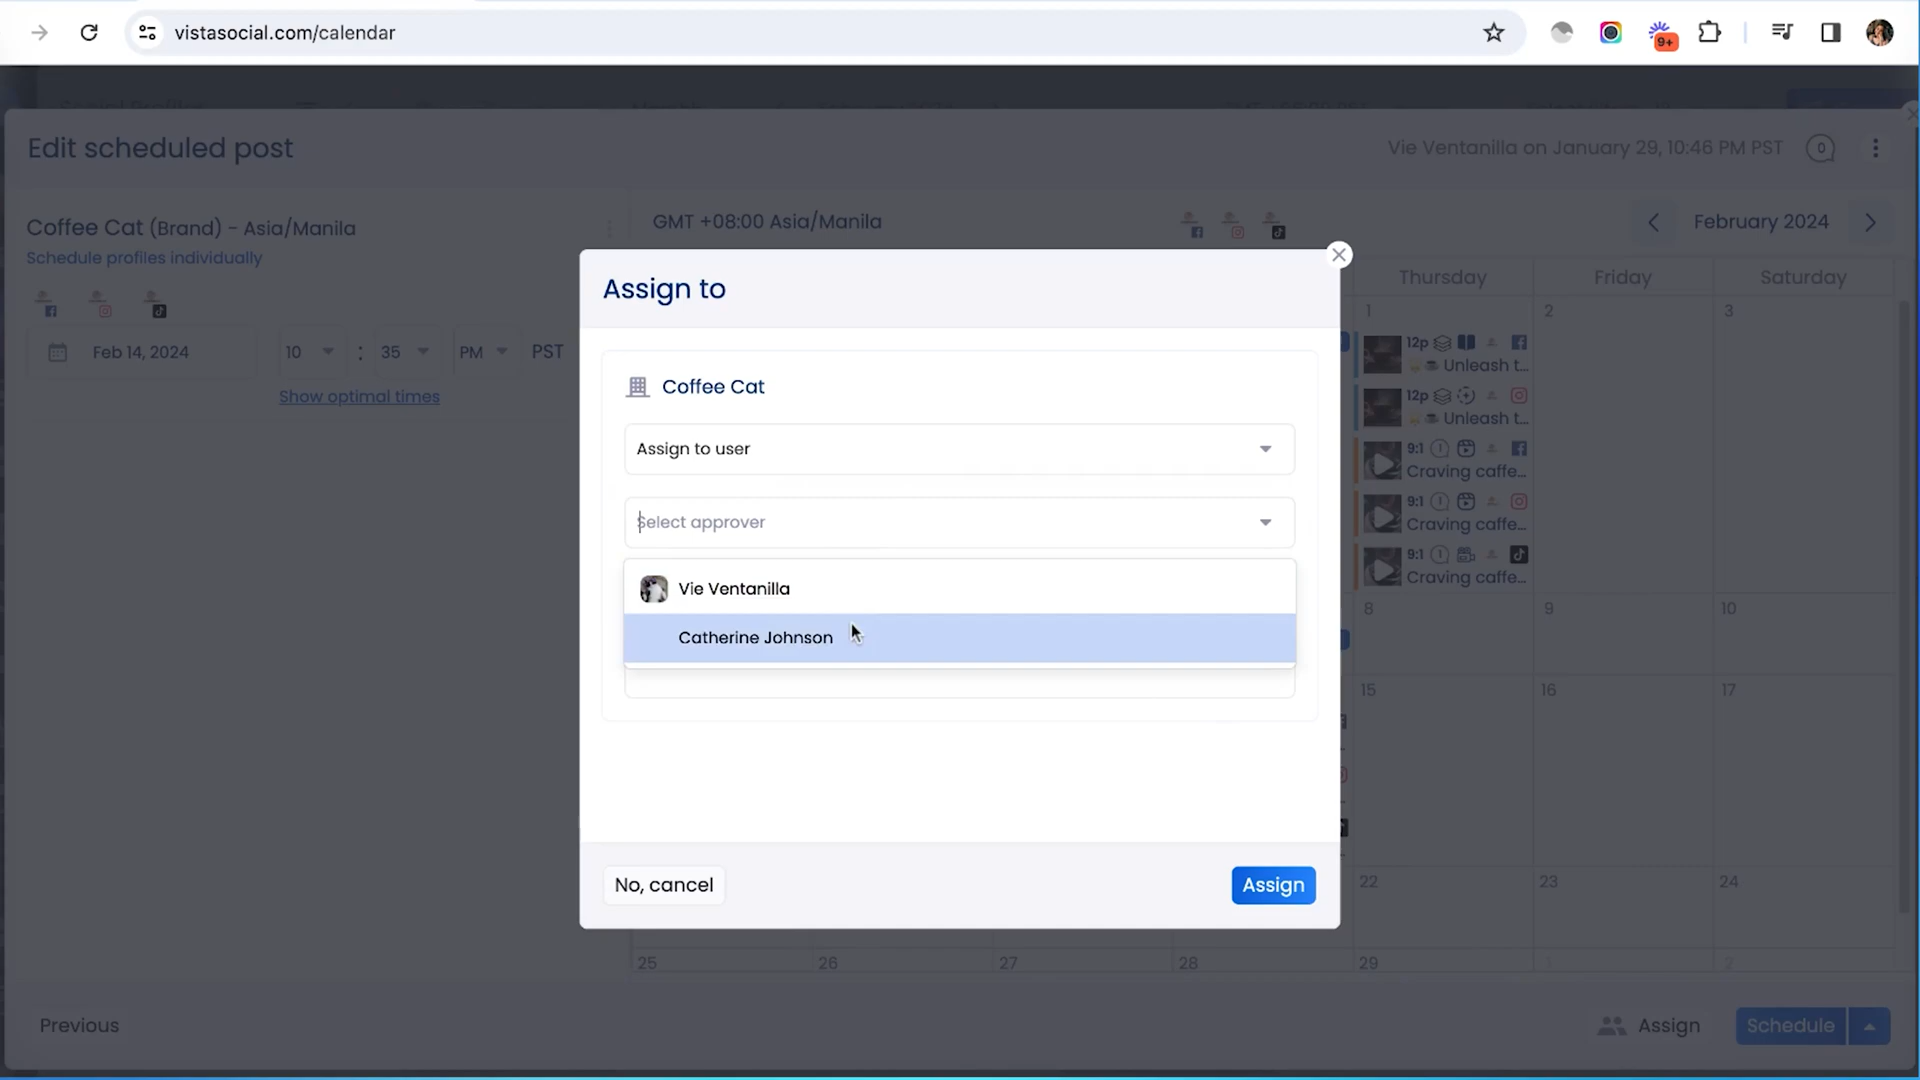 vistasocial.com/calendar
9+
Edit scheduled post
Vie Ventanilla on January 29, 10:46 PM PST
0
Coffee Cat (Brand) - Asia/Manila
Schedule profiles individually
GMT +08:00 Asia/Manila
February 2024
Thursday
Friday
Saturday
Feb 14, 2024
10
:
35
PM
PST
Show optimal times
Assign to
Coffee Cat
Assign to user
Select approver
Vie Ventanilla
Catherine Johnson
No, cancel
Assign
1
2
3
12p
Unleash t...
12p
Unleash t...
9:1
Craving caffe...
9:1
Craving caffe...
9:1
Craving caffe...
8
9
10
15
16
17
22
23
24
25
26
27
28
29
1
2
Previous
Assign
Schedule